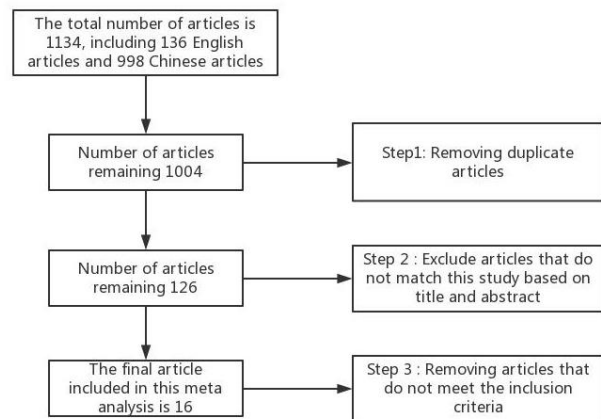 The total number of articles is
1134, including 136 English
articles and 998 Chinese articles
Number of articles
remaining 1004
Step1: Removing duplicate
articles
Number of articles
remaining 126
Step 2 : Exclude articles that do
not match this study based on
title and abstract
The final article
included in this meta
analysis is 16
Step 3 : Removing articles that
do not meet the inclusion
criteria